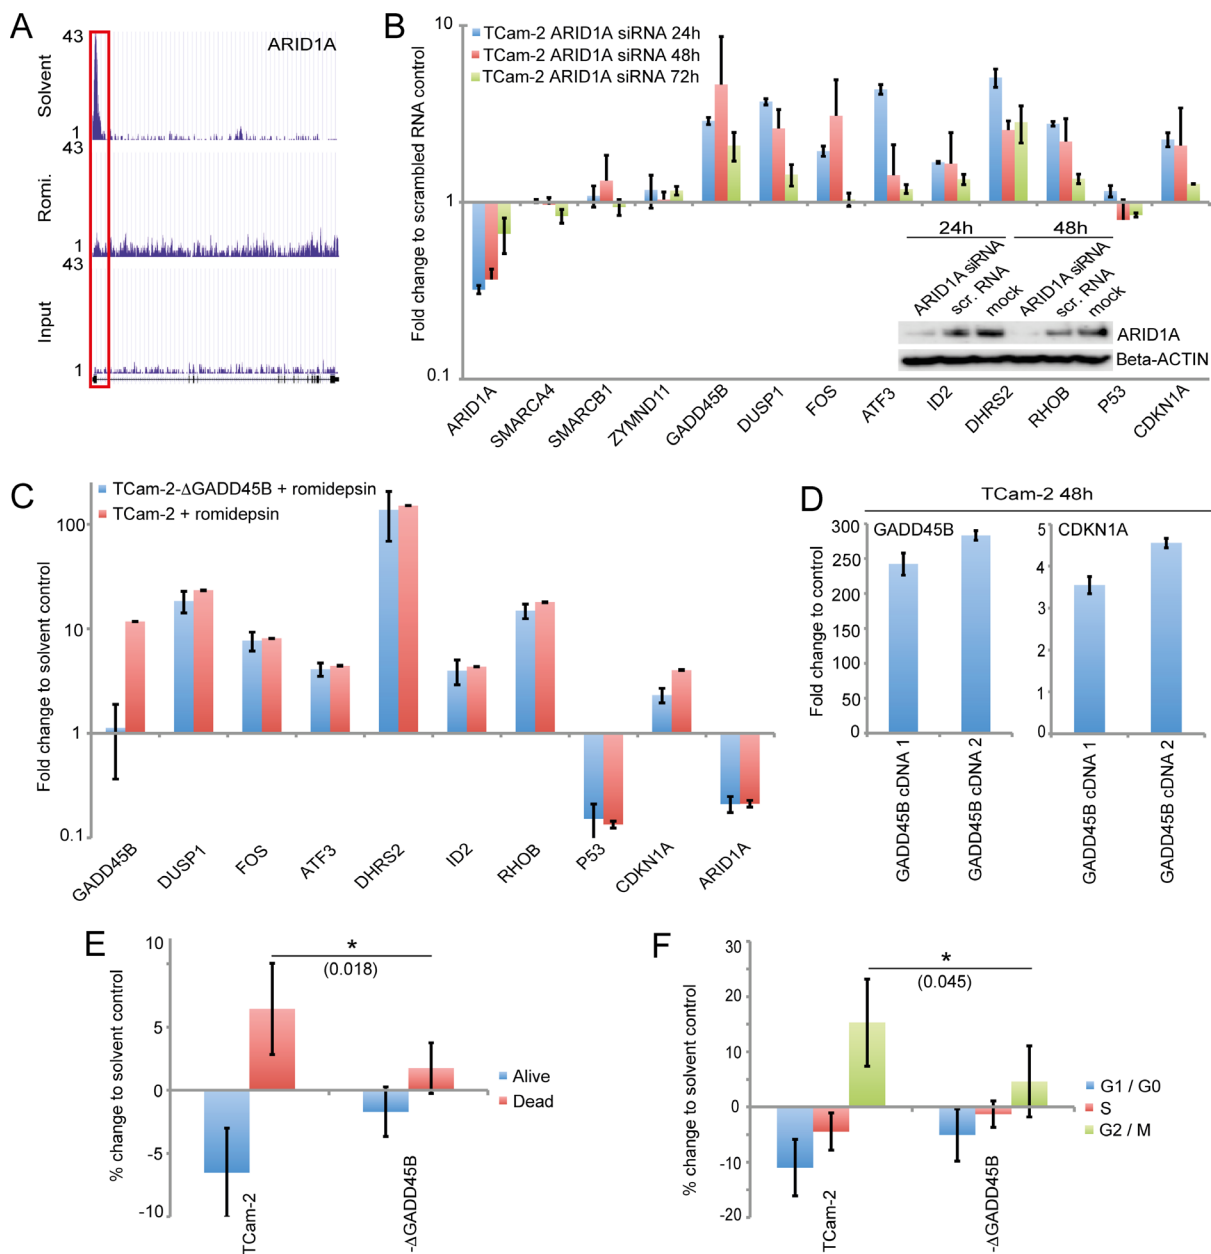 A
43
ARID1A
Solvent
1
43
Romi.
1
43
Input
1
B
10
TCam-2 ARID1A siRNA 24h
TCam-2 ARID1A siRNA 48h
TCam-2 ARID1A siRNA 72h
Fold change to scrambled RNA control
1
0.1
24h
48h
ARID1A siRNA
scr. RNA
mock
ARID1A siRNA
scr. RNA
mock
ARID1A
Beta-ACTIN
ARID1A
SMARCA4
SMARCB1
ZYMND11
GADD45B
DUSP1
FOS
ATF3
ID2
DHRS2
RHOB
P53
CDKN1A
C
TCam-2-ΔGADD45B + romidepsin
TCam-2 + romidepsin
Fold change to solvent control
100
10
1
0.1
GADD45B
DUSP1
FOS
ATF3
DHRS2
ID2
RHOB
P53
CDKN1A
ARID1A
D
TCam-2 48h
Fold change to control
300
250
200
150
100
50
0
GADD45B
GADD45B cDNA 1
GADD45B cDNA 2
5
4
3
2
1
0
CDKN1A
GADD45B cDNA 1
GADD45B cDNA 2
E
% change to solvent control
10
5
0
-5
-10
*
(0.018)
Alive
Dead
TCam-2
-ΔGADD45B
F
% change to solvent control
30
20
15
10
5
0
-5
-10
-15
-20
*
(0.045)
G1 / G0
S
G2 / M
TCam-2
-ΔGADD45B